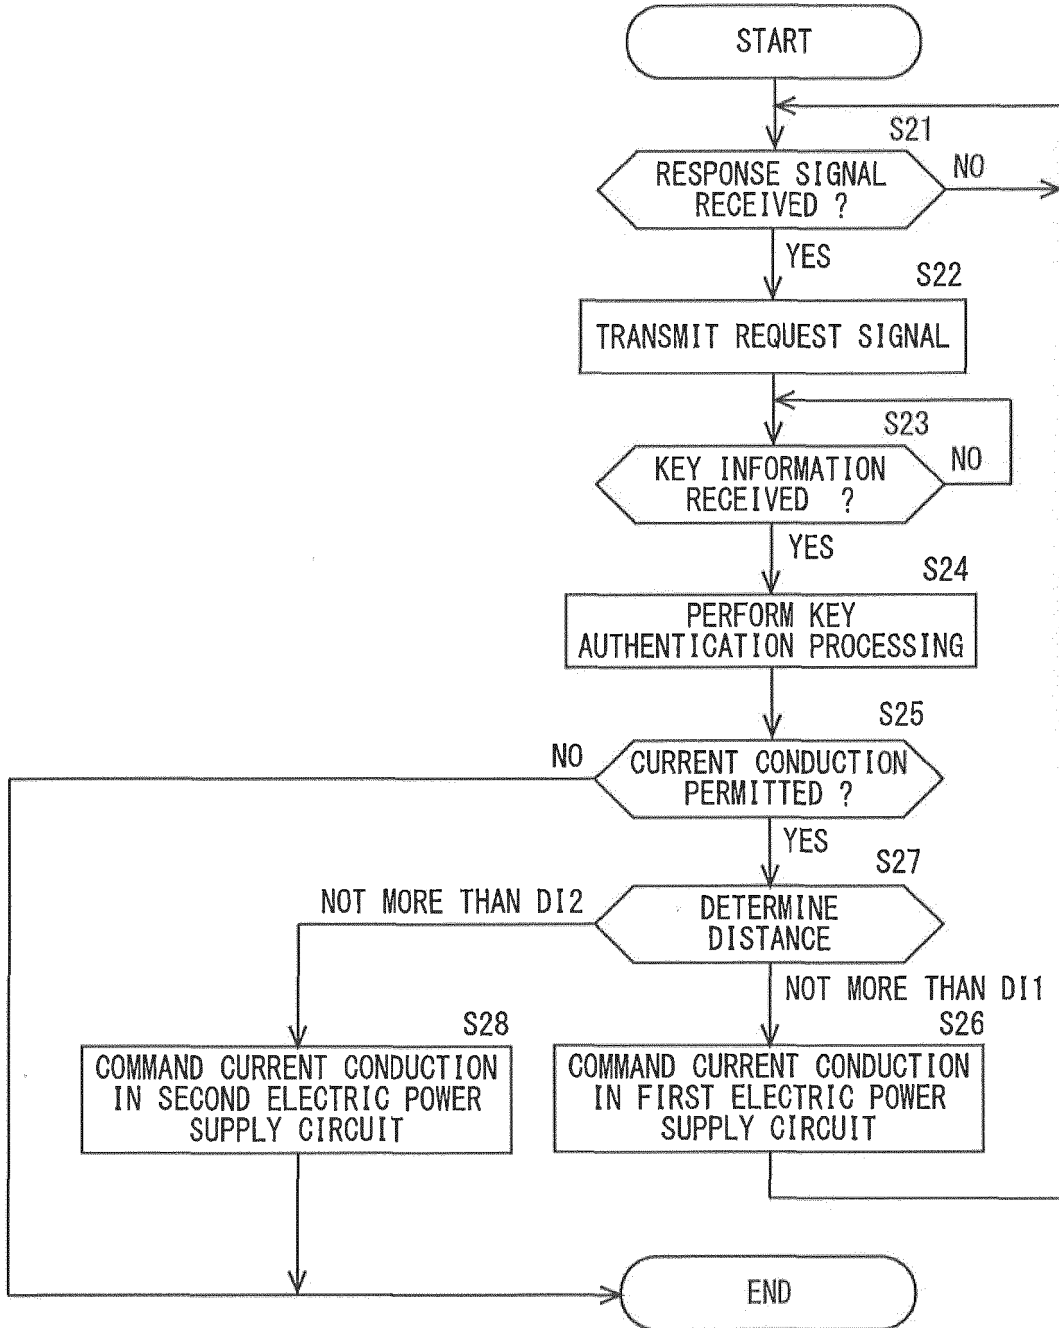 START
S21
RESPONSE SIGNAL
RECEIVED ?
NO
YES
S22
TRANSMIT REQUEST SIGNAL
S23
KEY INFORMATION
RECEIVED ?
NO
YES
S24
PERFORM KEY
AUTHENTICATION PROCESSING
S25
NO
CURRENT CONDUCTION
PERMITTED ?
YES
S27
NOT MORE THAN DI2
DETERMINE
DISTANCE
NOT MORE THAN DI1
S28
COMMAND CURRENT CONDUCTION
IN SECOND ELECTRIC POWER
SUPPLY CIRCUIT
S26
COMMAND CURRENT CONDUCTION
IN FIRST ELECTRIC POWER
SUPPLY CIRCUIT
END